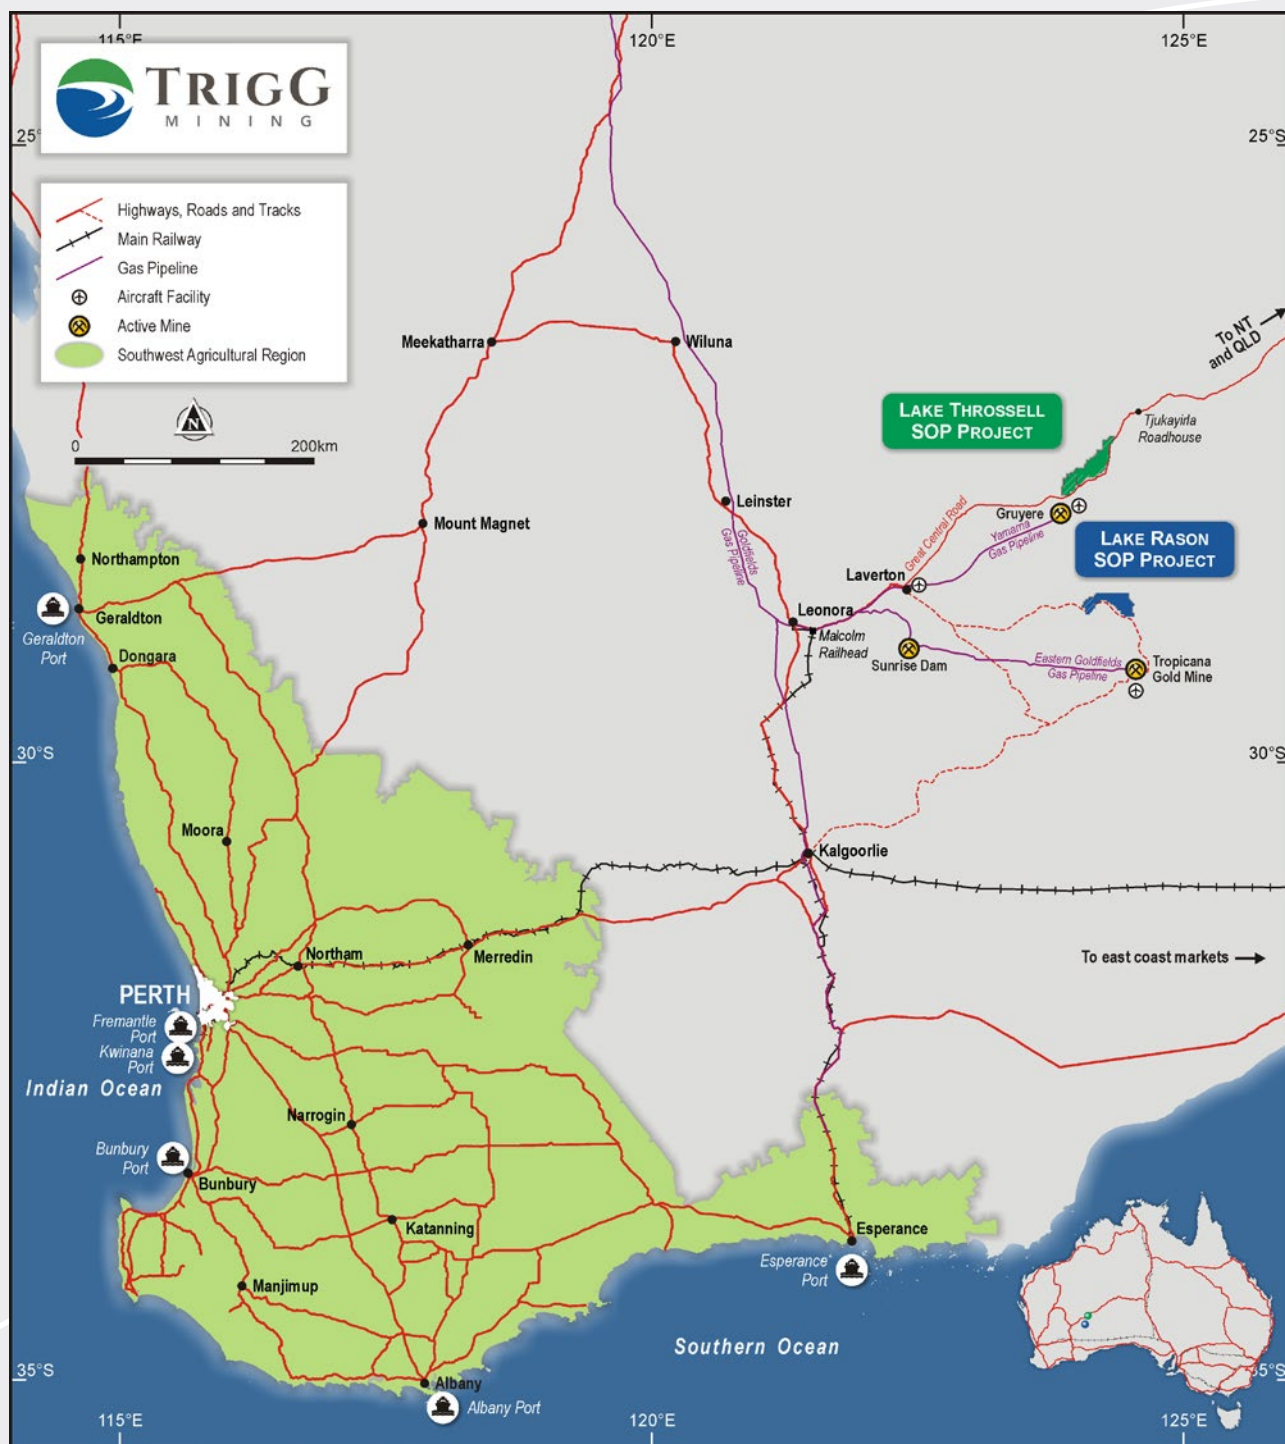 115°E
120°E
125°E
TRIGG
MINING
25°
25°S
Highways, Roads and Tracks
Main Railway
Gas Pipeline
Aircraft Facility
Active Mine
Southwest Agricultural Region
N
0
200km
Meekatharra
Wiluna
To NT
and QLD
LAKE THROSSELL
SOP PROJECT
Tjukayirla
Roadhouse
Leinster
Mount Magnet
Goldfields
Gas Pipeline
Great Central Road
Gruyere
Yamarna
Gas Pipeline
LAKE RASON
SOP PROJECT
Northampton
Laverton
Geraldton
Geraldton
Port
Leonora
Malcolm
Railhead
Sunrise Dam
Eastern Goldfields
Gas Pipeline
Tropicana
Gold Mine
Dongara
30°S
30°S
Moora
Kalgoorlie
Northam
Merredin
To east coast markets
PERTH
Fremantle
Port
Kwinana
Port
Indian Ocean
Narrogin
Bunbury
Port
Bunbury
Katanning
Esperance
Esperance
Port
Manjimup
Southern Ocean
35°S
5°S
Albany
Albany Port
115°E
120°E
125°E